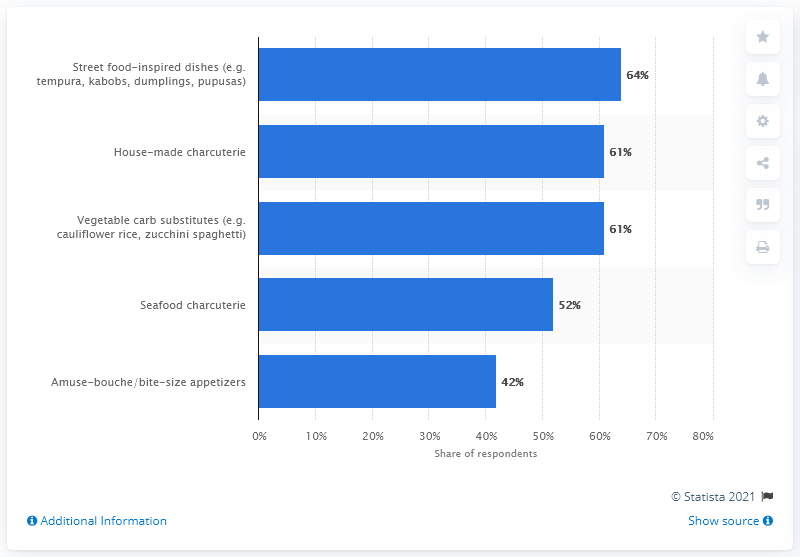 Street food-inspired dishes (e.g.
tempura, kabobs, dumplings, pupusas)
64%
House-made charcuterie
61%
Vegetable carb substitutes (e.g.
cauliflower rice, zucchini spaghetti)
61%
Seafood charcuterie
52%
Amuse-bouche/bite-size appetizers
42%
0% 10% 20% 30% 40% 50% 60% 70% 80%
Share of respondents
© Statista 2021
Additional Information
Show source